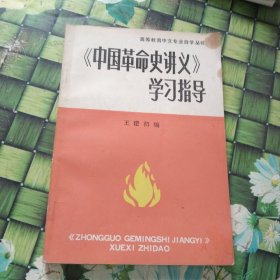 高等教育中文专业自学丛书
《中国革命史讲义》
学习指导
王建初编
《ZHONGGUO GEMINGSHI JIANGYI》
XUEXI ZHIDAO